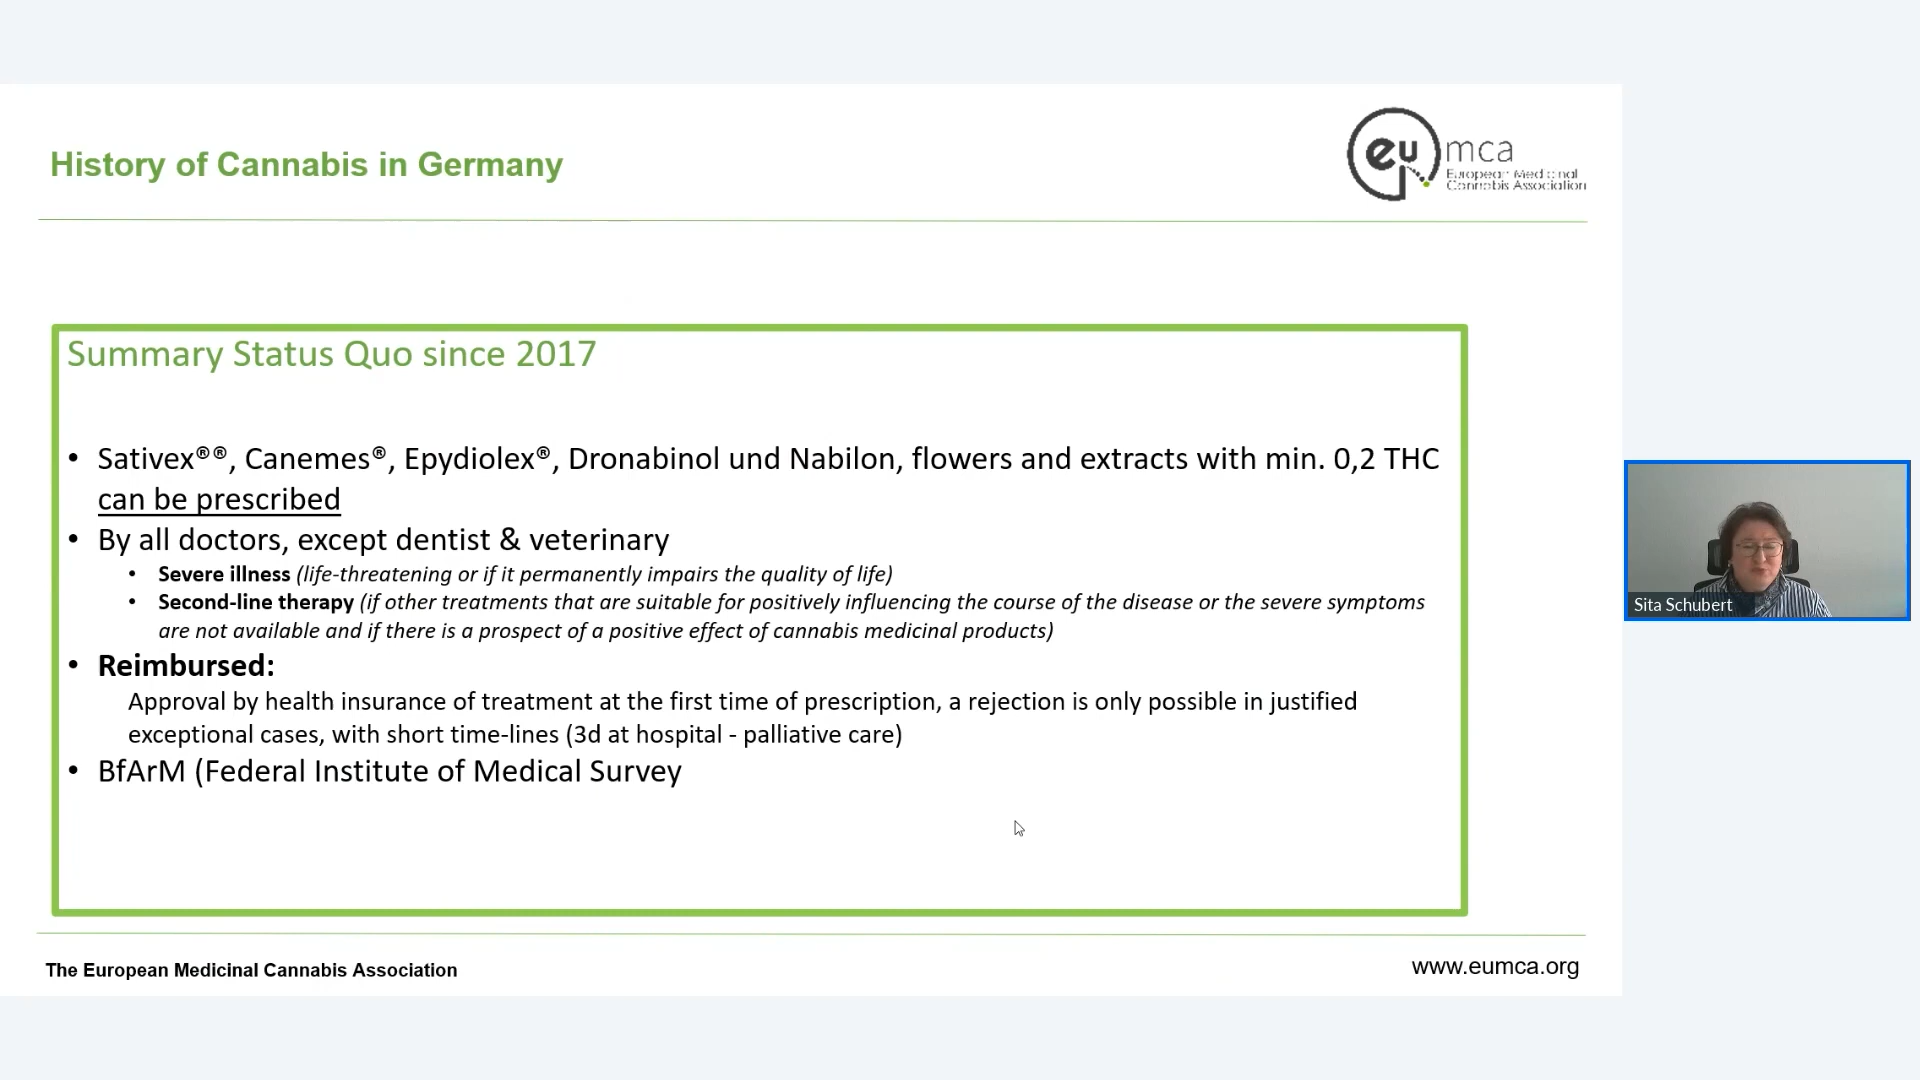 History of Cannabis in Germany
eu mca
European Medicinal
Cannabis Association
Summary Status Quo since 2017
• Sativex®®, Canemes®, Epydiolex®, Dronabinol und Nabilon, flowers and extracts with min. 0,2 THC
can be prescribed
• By all doctors, except dentist & veterinary
• Severe illness (life-threatening or if it permanently impairs the quality of life)
• Second-line therapy (if other treatments that are suitable for positively influencing the course of the disease or the severe symptoms
are not available and if there is a prospect of a positive effect of cannabis medicinal products)
• Reimbursed:
Approval by health insurance of treatment at the first time of prescription, a rejection is only possible in justified
exceptional cases, with short time-lines (3d at hospital - palliative care)
• BfArM (Federal Institute of Medical Survey
Sita Schubert
The European Medicinal Cannabis Association
www.eumca.org